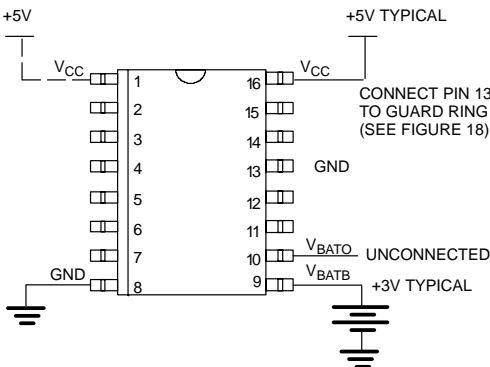 +5V
+5V TYPICAL
VCC
VCC
1
16
CONNECT PIN 13
TO GUARD RING
(SEE FIGURE 18)
2
15
3
14
4
13
GND
5
12
6
11
7
10
VBATO
UNCONNECTED
GND
8
9
VBATB
+3V TYPICAL